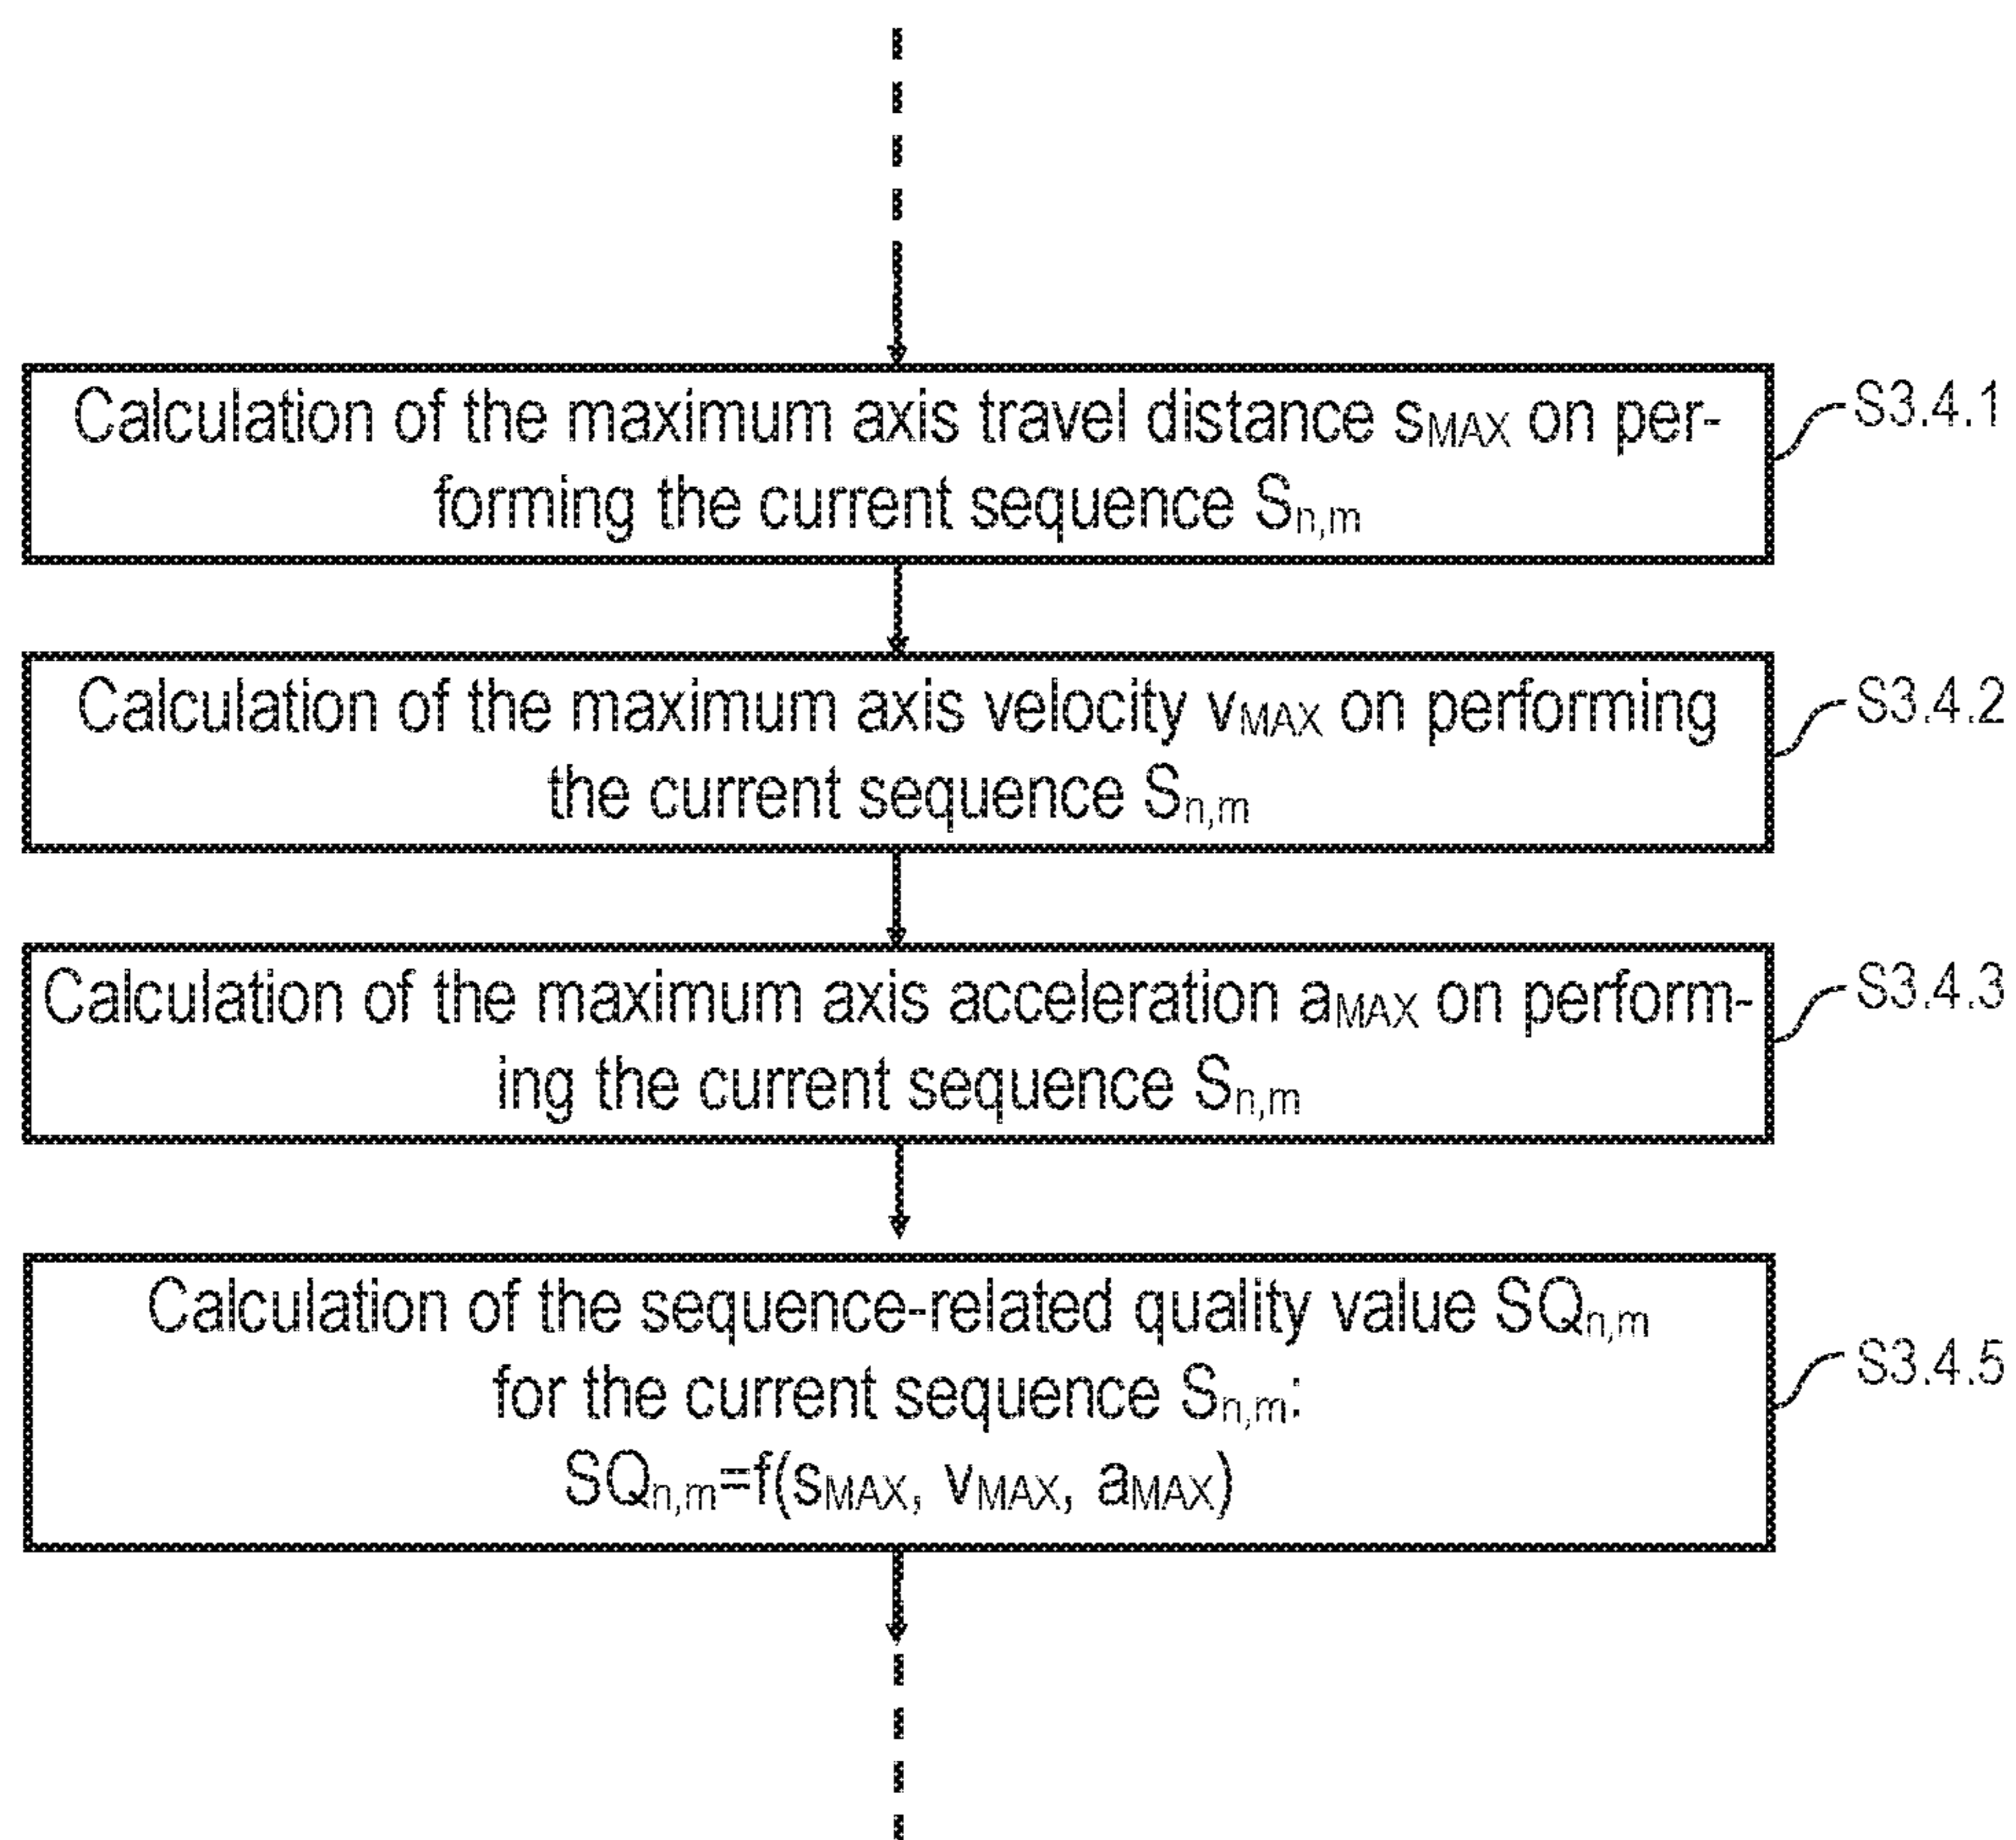 Calculation of the maximum axis travel distance sMAX on per-
forming the current sequence Sn,m
S3.4.1
Calculation of the maximum axis velocity vMAX on performing
the current sequence Sn,m
S3.4.2
Calculation of the maximum axis acceleration aMAX on perform-
ing the current sequence Sn,m
S3.4.3
Calculation of the sequence-related quality value SQn,m
for the current sequence Sn,m:
SQn,m=f(sMAX, vMAX, aMAX)
S3.4.5